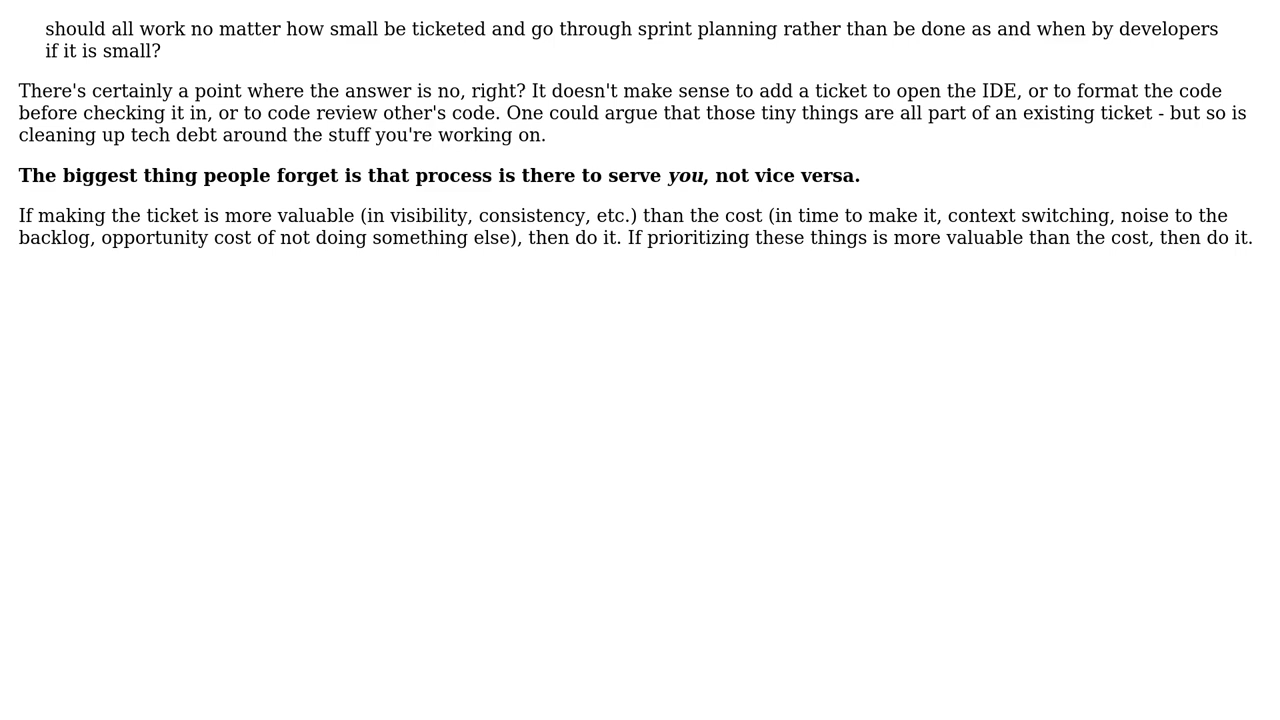 should all work no matter how small be ticketed and go through sprint planning rather than be done as and when by developers
if it is small?
There's certainly a point where the answer is no, right? It doesn't make sense to add a ticket to open the IDE, or to format the code
before checking it in, or to code review other's code. One could argue that those tiny things are all part of an existing ticket - but so is
cleaning up tech debt around the stuff you're working on.
The biggest thing people forget is that process is there to serve you, not vice versa.
If making the ticket is more valuable (in visibility, consistency, etc.) than the cost (in time to make it, context switching, noise to the
backlog, opportunity cost of not doing something else), then do it. If prioritizing these things is more valuable than the cost, then do it.